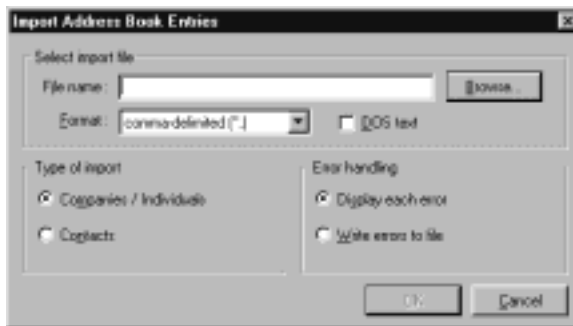 Import Address Book Entries
Select import file
File name:
Browse...
Format: comma-delimited (",)
DOS text
Type of import
Companies / Individuals
Contacts
Error handling
Display each error
Write errors to file
OK
Cancel